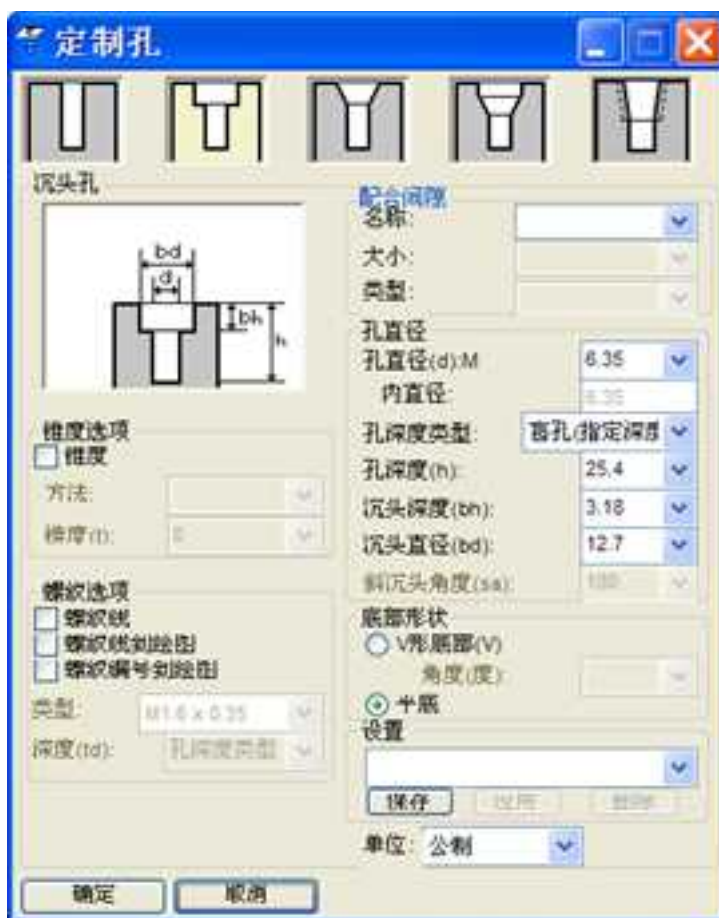 定制孔
沉头孔
bd
d
bh
h
锥度选项
锥度
方法:
锥度(t): 0
螺纹选项
螺纹线
螺纹线到绘图
螺纹编号到绘图
类型: M1.6 x 0.35
深度(td): 孔深度类型
配合间隙
名称:
大小:
类型:
孔直径
孔直径(d):M 6.35
内直径: 6.35
孔深度类型: 盲孔(指定深度
孔深度(h): 25.4
沉头深度(bh): 3.18
沉头直径(bd): 12.7
斜沉头角度(sa): 100
底部形状
V形底部(V)
角度(度):
平底
设置
保存 应用 删除
单位: 公制
确定 取消